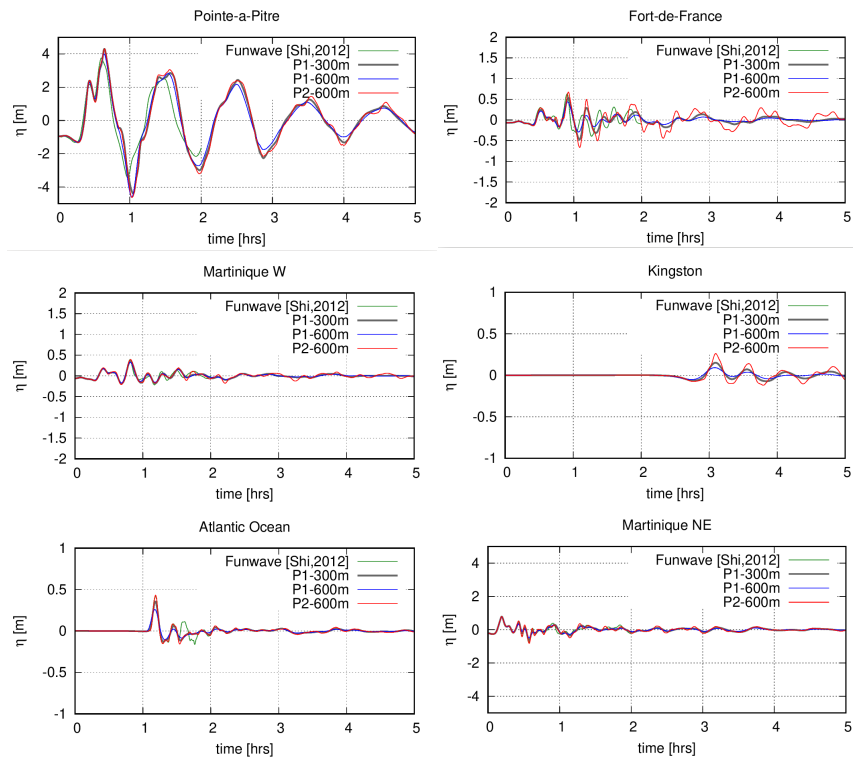 Pointe-a-Pitre
Funwave [Shi,2012]
P1-300m
P1-600m
P2-600m
4
2
0
-2
-4
η [m]
0 1 2 3 4 5
time [hrs]
Fort-de-France
Funwave [Shi,2012]
P1-300m
P1-600m
P2-600m
2
1.5
1
0.5
0
-0.5
-1
-1.5
-2
η [m]
0 1 2 3 4 5
time [hrs]
Martinique W
Funwave [Shi,2012]
P1-300m
P1-600m
P2-600m
2
1.5
1
0.5
0
-0.5
-1
-1.5
-2
η [m]
0 1 2 3 4 5
time [hrs]
Kingston
Funwave [Shi,2012]
P1-300m
P1-600m
P2-600m
1
0.5
0
-0.5
-1
η [m]
0 1 2 3 4 5
time [hrs]
Atlantic Ocean
Funwave [Shi,2012]
P1-300m
P1-600m
P2-600m
1
0.5
0
-0.5
-1
η [m]
0 1 2 3 4 5
time [hrs]
Martinique NE
Funwave [Shi,2012]
P1-300m
P1-600m
P2-600m
4
2
0
-2
-4
η [m]
0 1 2 3 4 5
time [hrs]